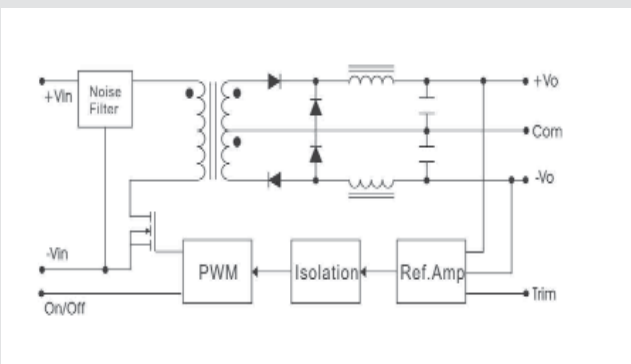 +Vin
Noise
Filter
+Vo
Com
-Vo
-Vin
PWM
Isolation
Ref.Amp
Trim
On/Off